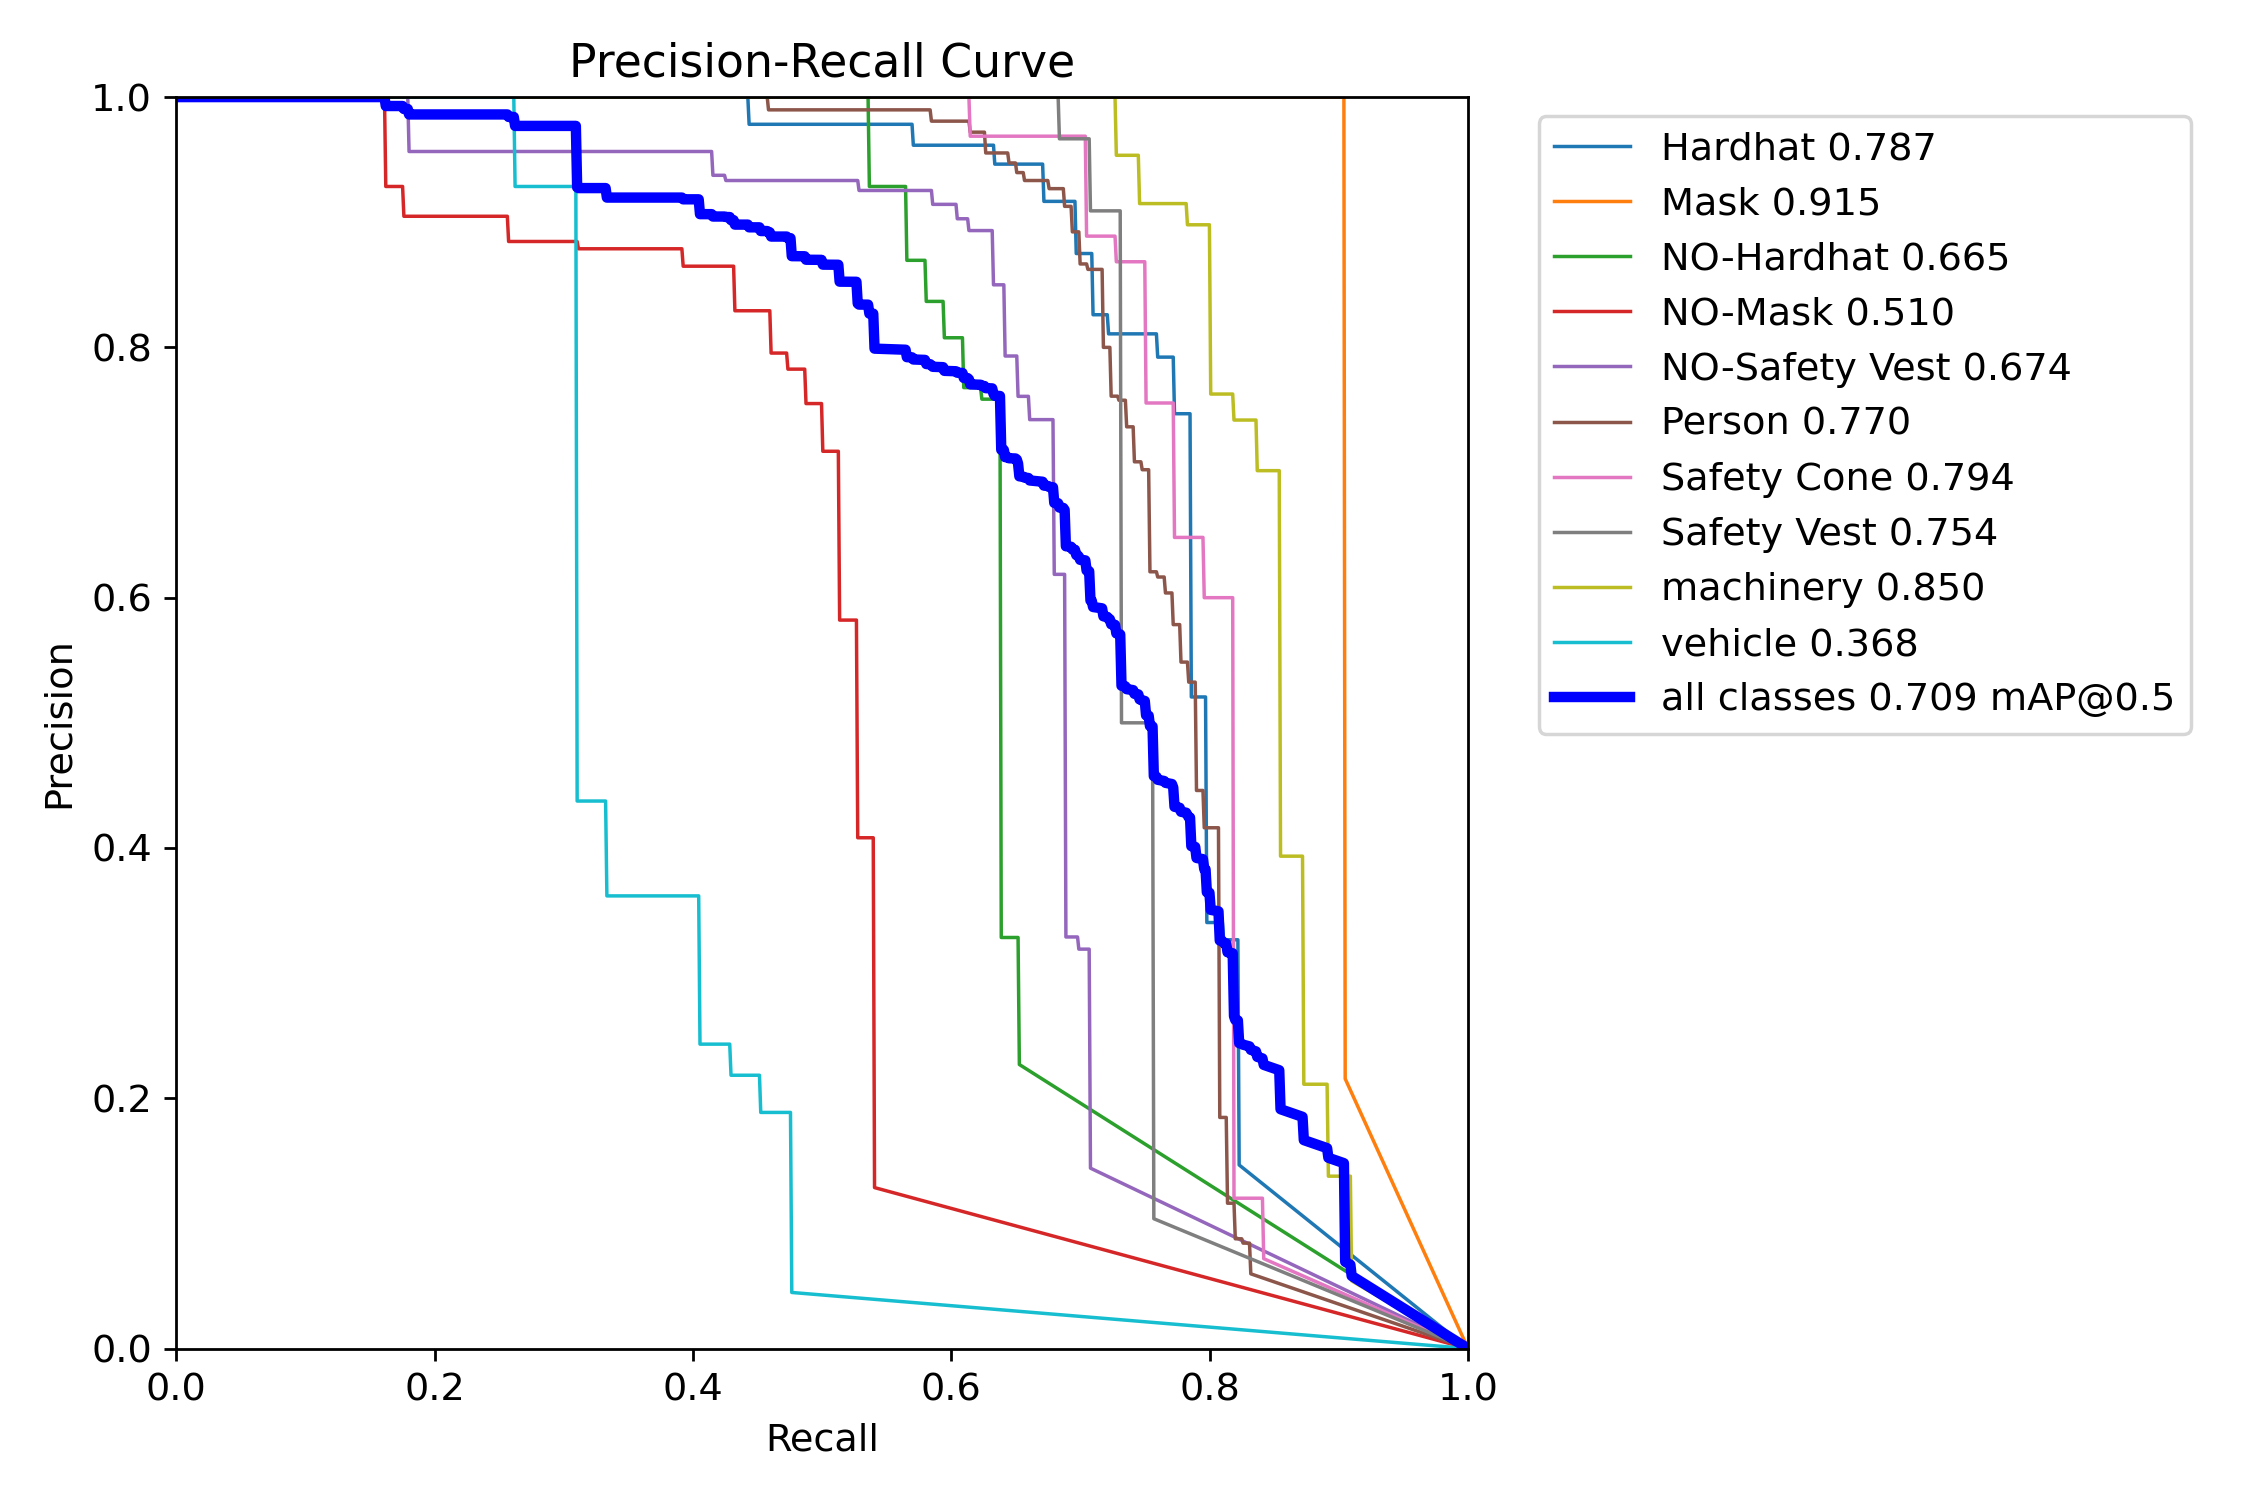 Precision-Recall Curve
1.0
0.8
0.6
0.4
0.2
0.0
Precision
0.0 0.2 0.4 0.6 0.8 1.0
Recall
Hardhat 0.787
Mask 0.915
NO-Hardhat 0.665
NO-Mask 0.510
NO-Safety Vest 0.674
Person 0.770
Safety Cone 0.794
Safety Vest 0.754
machinery 0.850
vehicle 0.368
all classes 0.709 mAP@0.5